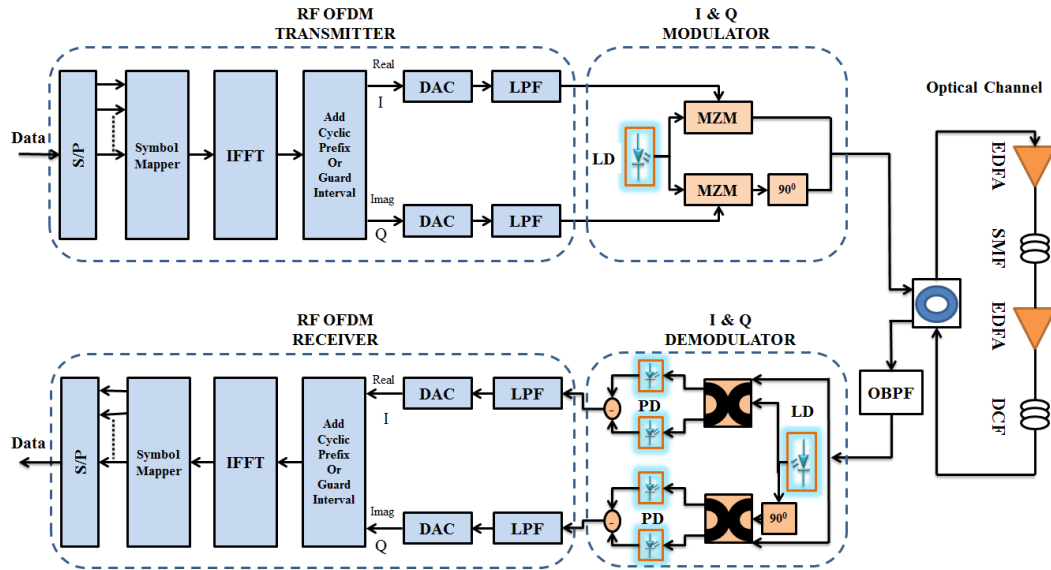 RF OFDM
TRANSMITTER
I & Q
MODULATOR
Optical Channel
Data
S/P
Symbol
Mapper
IFFT
Add
Cyclic
Prefix
Or
Guard
Interval
Real
I
DAC
LPF
Imag
Q
DAC
LPF
LD
MZM
MZM
90⁰
EDFA
SMF
EDFA
DCF
OBPF
RF OFDM
RECEIVER
I & Q
DEMODULATOR
Data
S/P
Symbol
Mapper
IFFT
Add
Cyclic
Prefix
Or
Guard
Interval
Real
I
DAC
LPF
Imag
Q
DAC
LPF
-
PD
LD
-
PD
90⁰